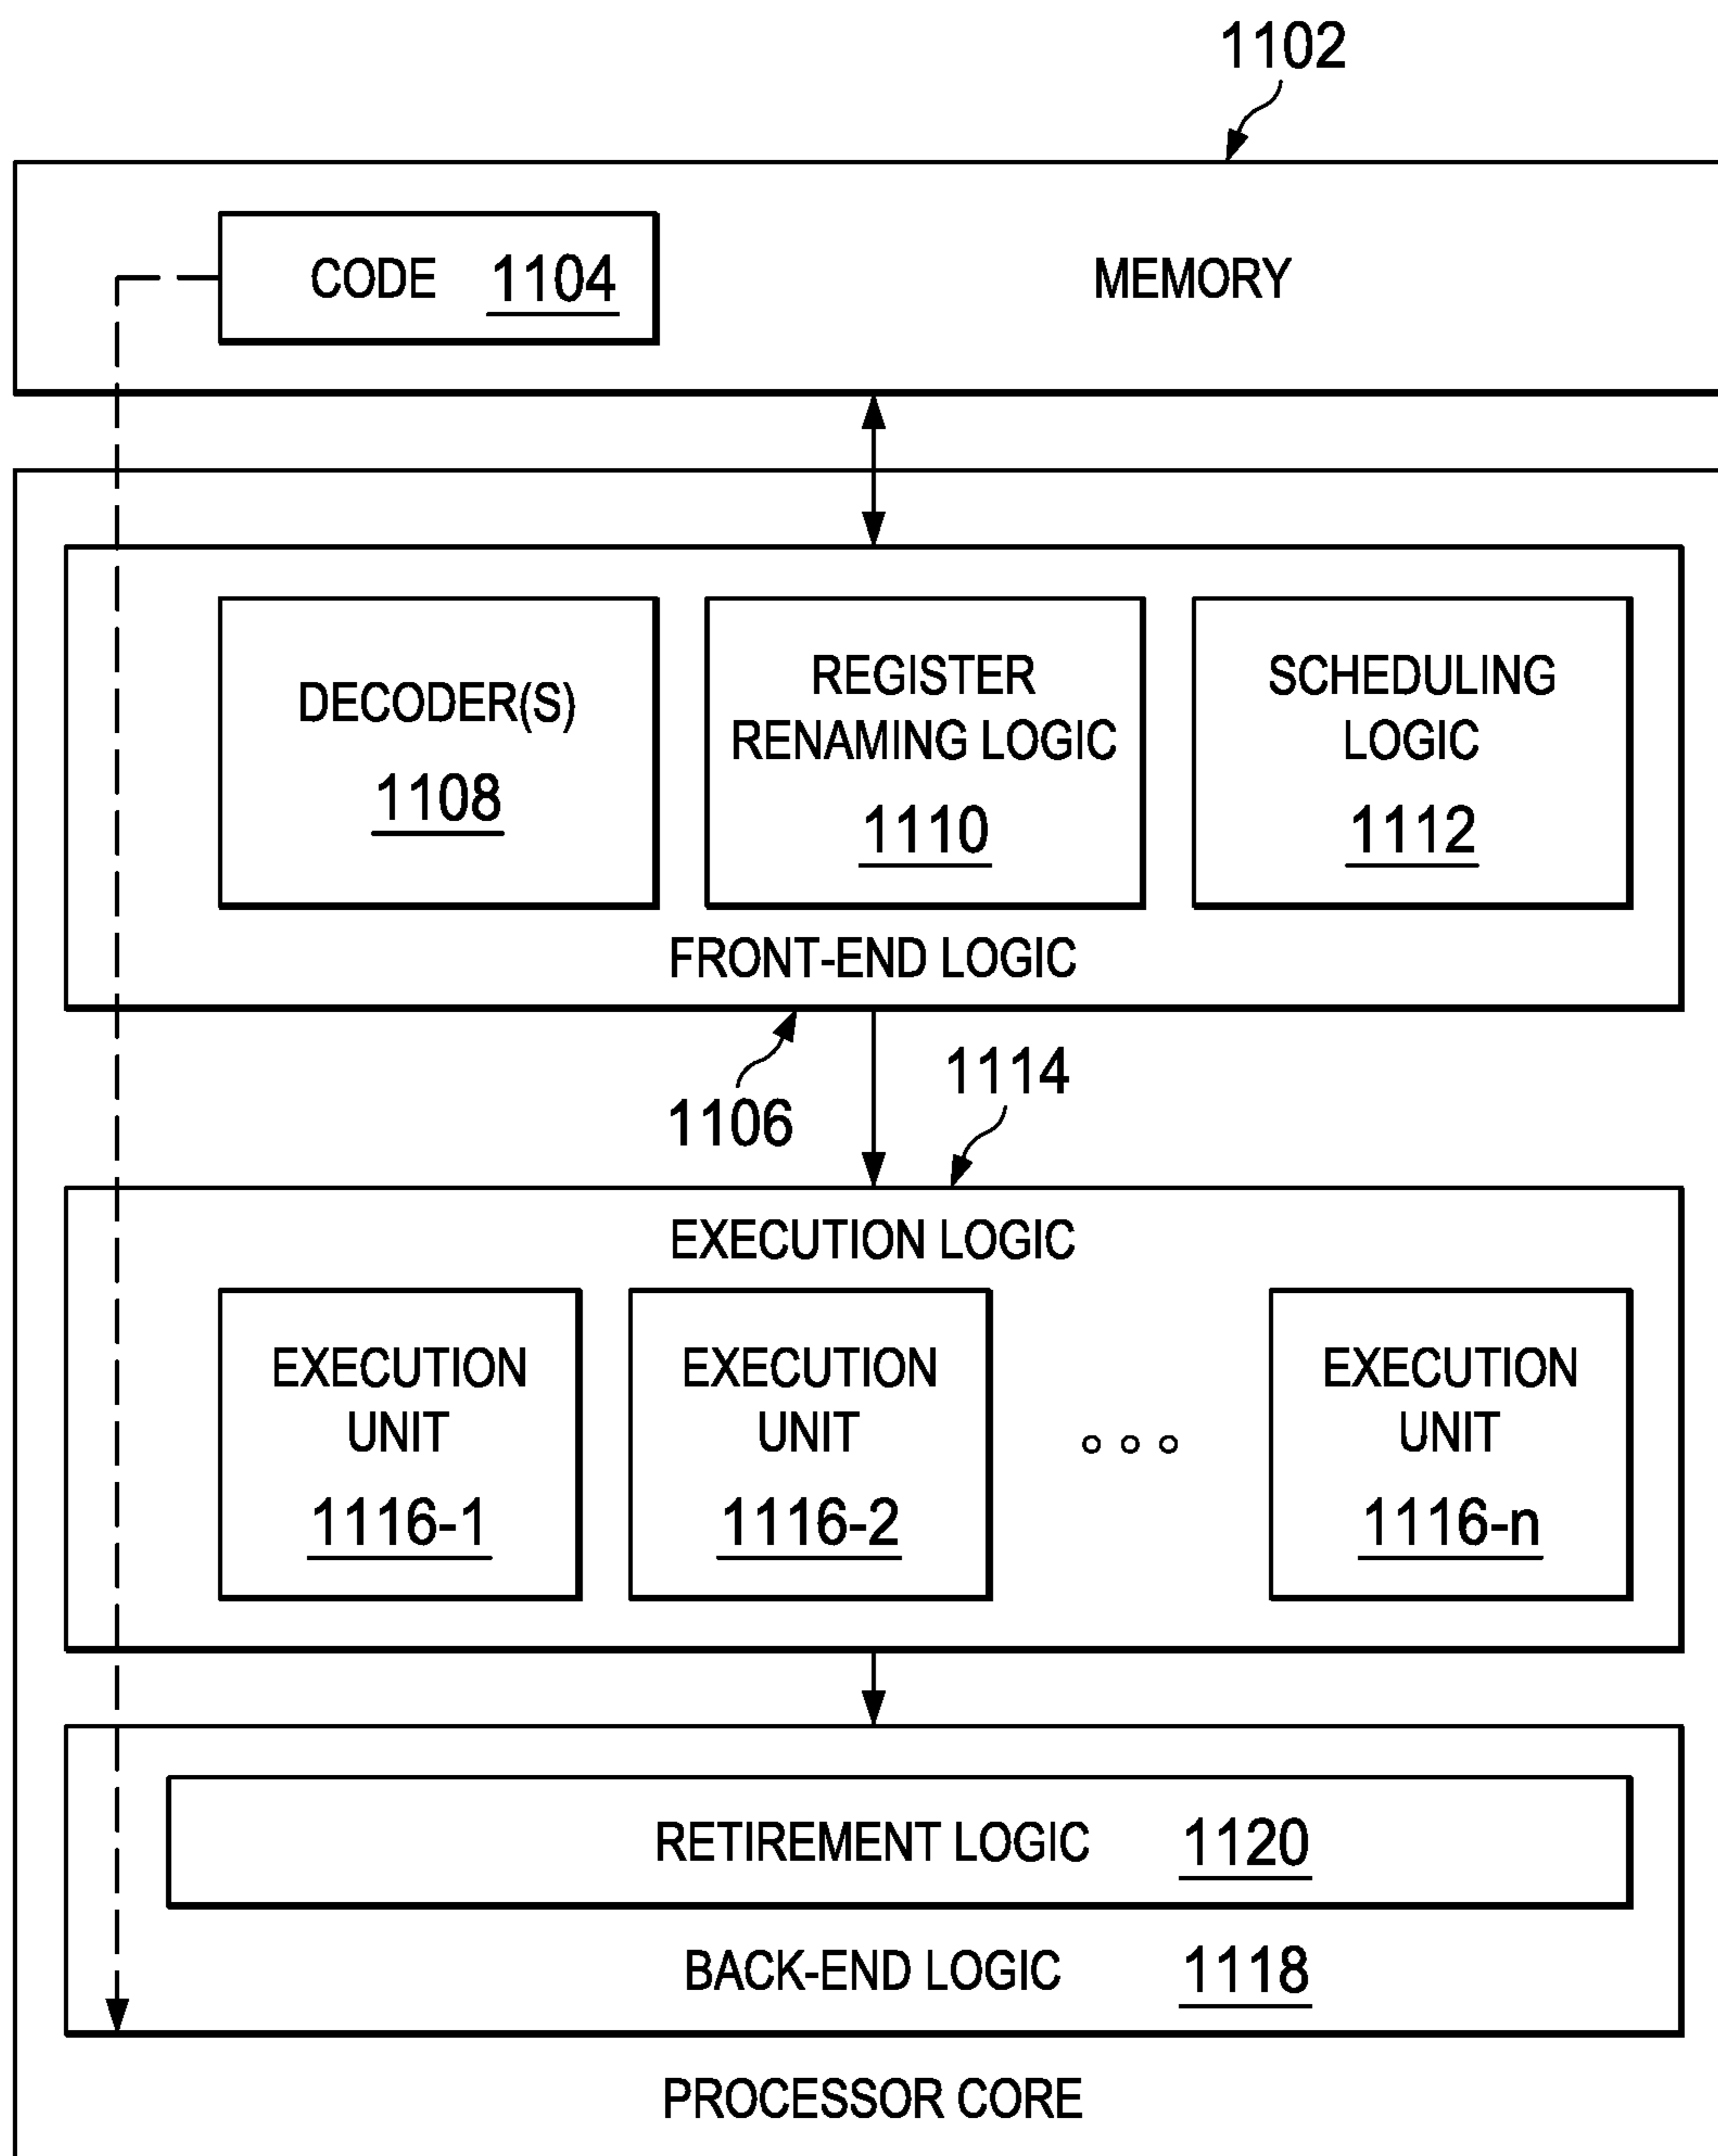 1102
CODE 1104 MEMORY
DECODER(S)
1108
REGISTER
RENAMING LOGIC
1110
SCHEDULING
LOGIC
1112
FRONT-END LOGIC
1106
1114
EXECUTION LOGIC
EXECUTION
UNIT
1116-1
EXECUTION
UNIT
1116-2
EXECUTION
UNIT
1116-n
RETIREMENT LOGIC 1120
BACK-END LOGIC 1118
PROCESSOR CORE